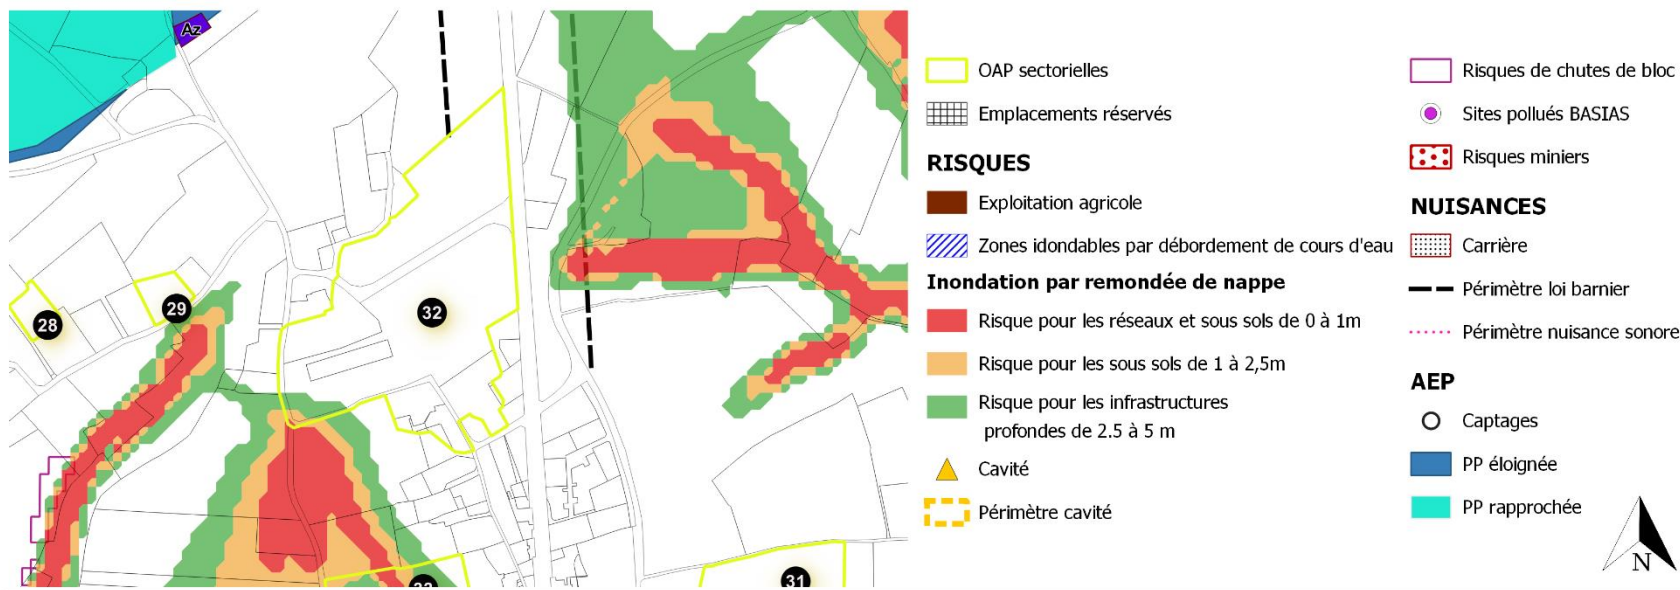 Az
28
29
32
33
31
OAP sectorielles
Emplacements réservés
RISQUES
Exploitation agricole
Zones idondables par débordement de cours d'eau
Inondation par remondée de nappe
Risque pour les réseaux et sous sols de 0 à 1m
Risque pour les sous sols de 1 à 2,5m
Risque pour les infrastructures
profondes de 2.5 à 5 m
Cavité
Périmètre cavité
Risques de chutes de bloc
Sites pollués BASIAS
Risques miniers
NUISANCES
Carrière
Périmètre loi barnier
Périmètre nuisance sonore
AEP
Captages
PP éloignée
PP rapprochée
N